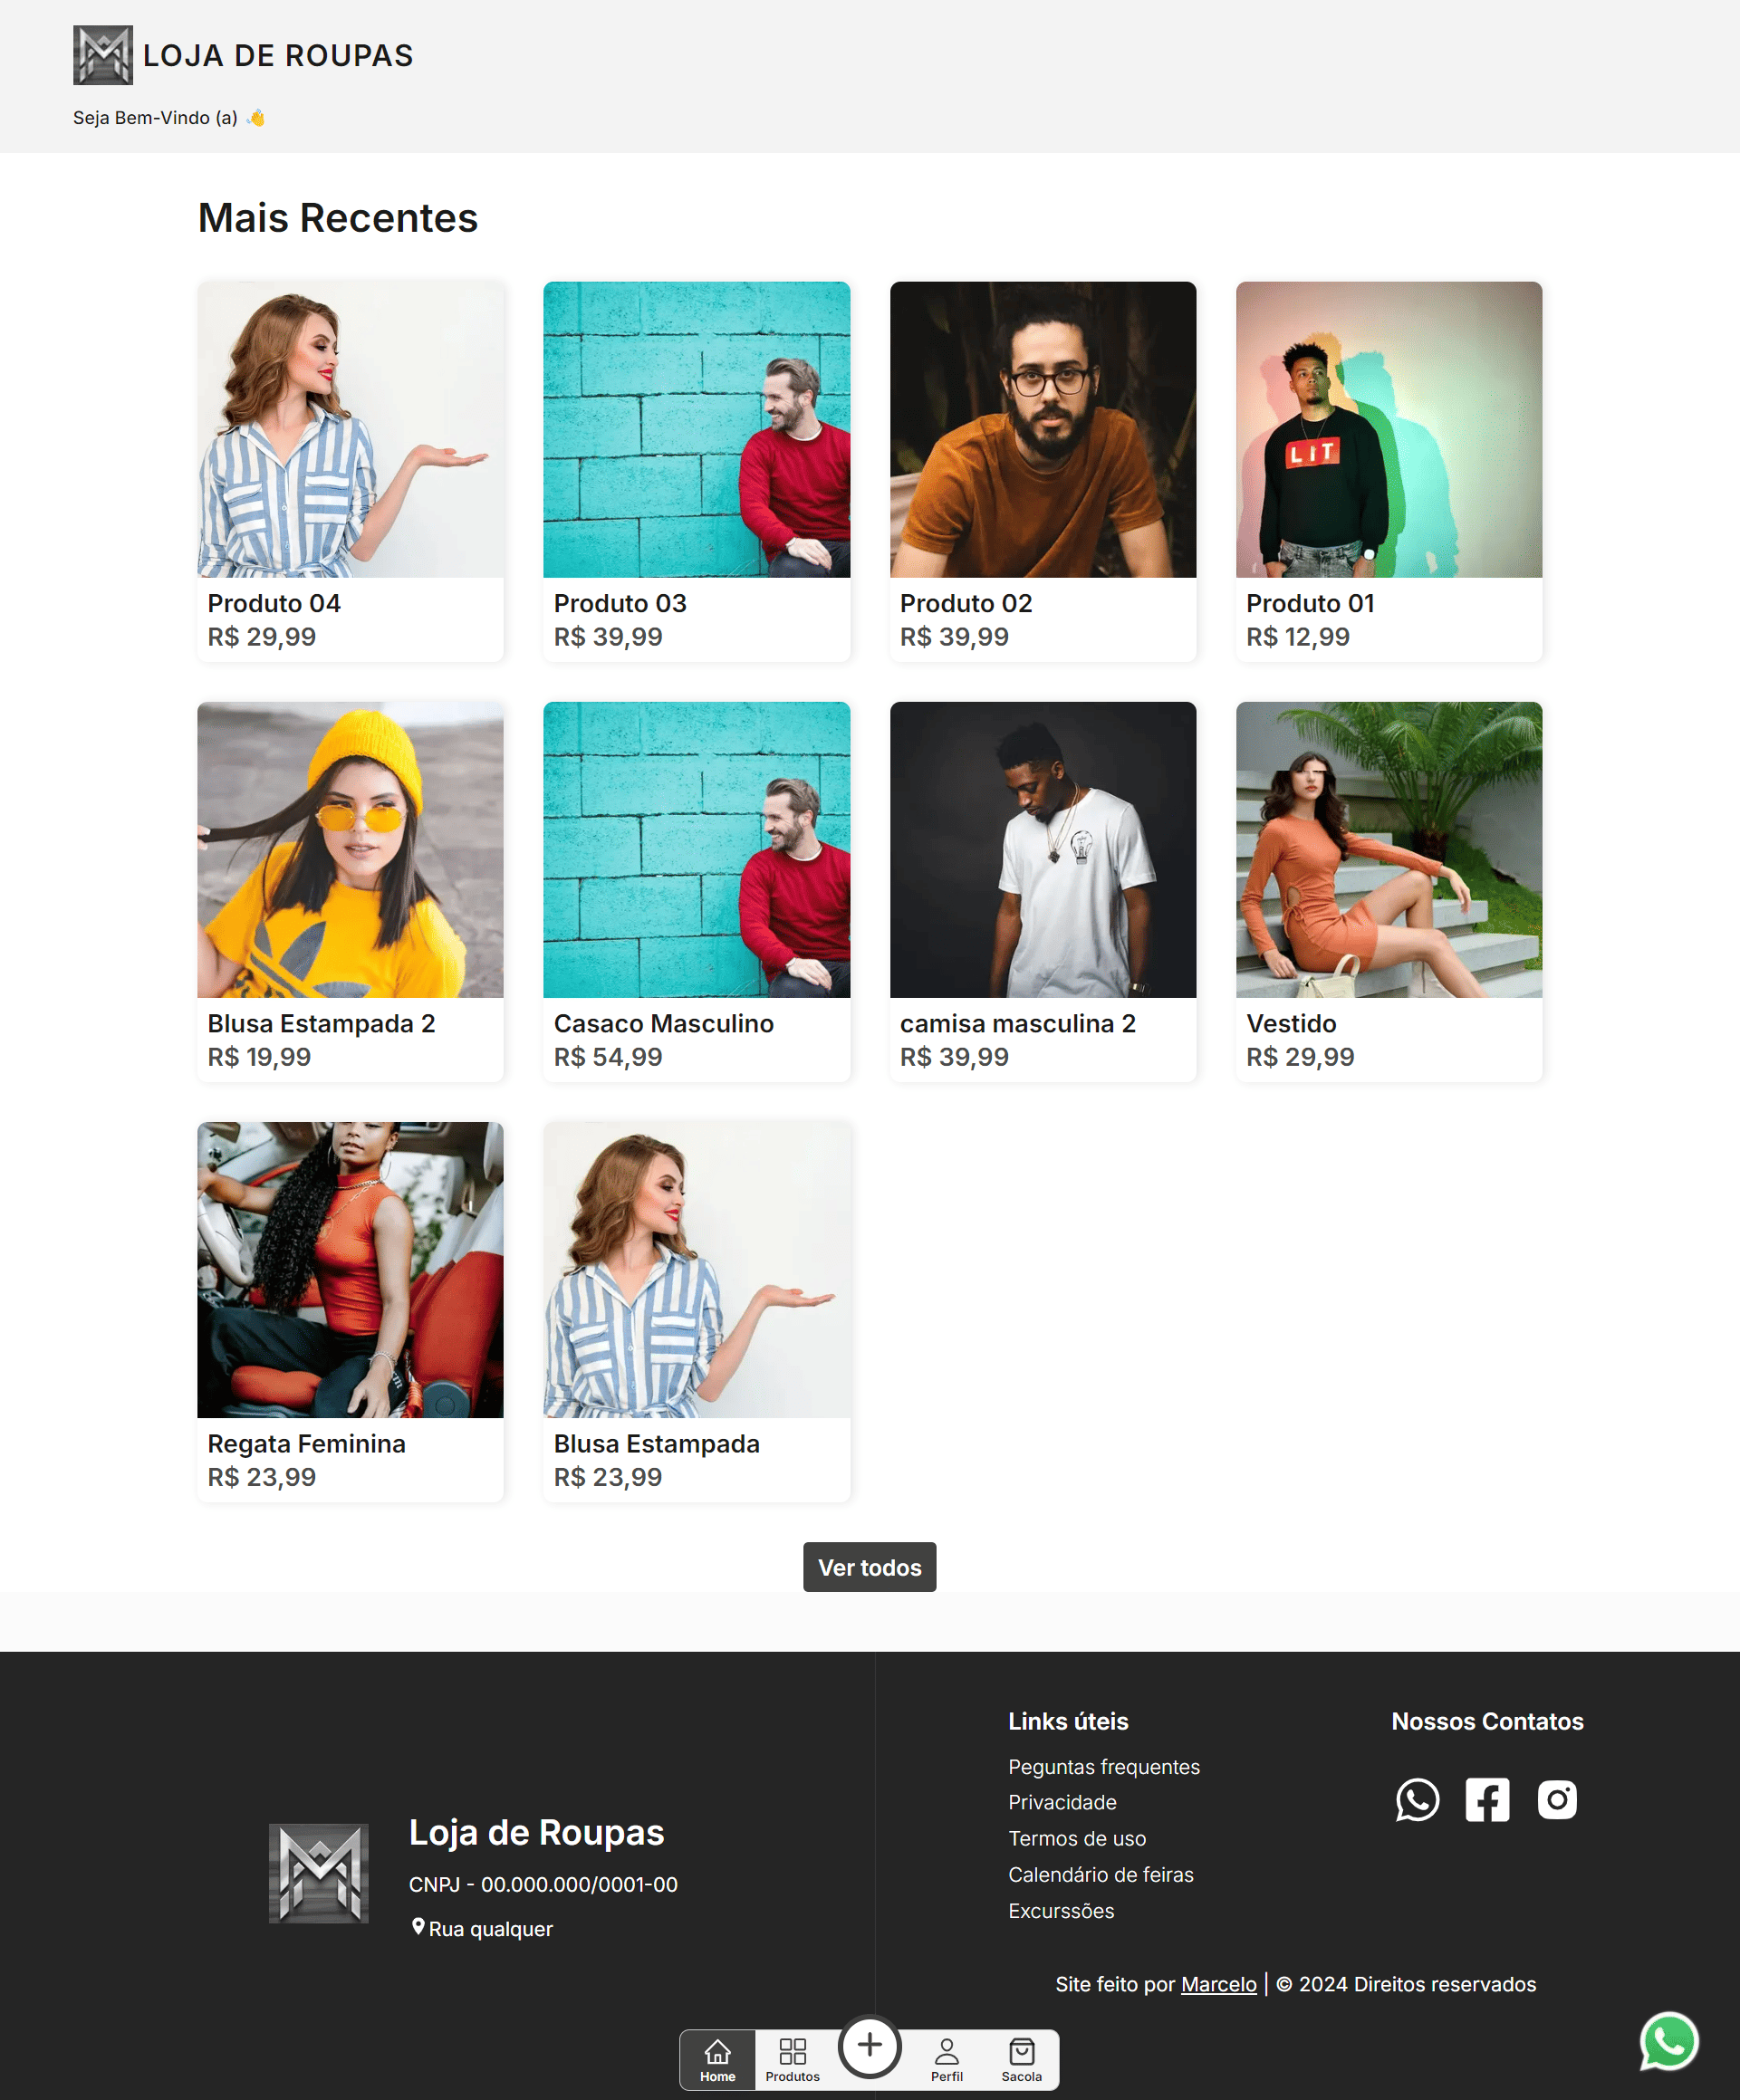 LOJA DE ROUPAS
Seja Bem-Vindo (a) 👋
Mais Recentes
LIT
Produto 04
R$ 29,99
Produto 03
R$ 39,99
Produto 02
R$ 39,99
Produto 01
R$ 12,99
Blusa Estampada 2
R$ 19,99
Casaco Masculino
R$ 54,99
camisa masculina 2
R$ 39,99
Vestido
R$ 29,99
Regata Feminina
R$ 23,99
Blusa Estampada
R$ 23,99
Ver todos
Loja de Roupas
CNPJ - 00.000.000/0001-00
Rua qualquer
Links úteis
Peguntas frequentes
Privacidade
Termos de uso
Calendário de feiras
Excurssões
Nossos Contatos
Site feito por Marcelo | © 2024 Direitos reservados
Home
Produtos
Perfil
Sacola